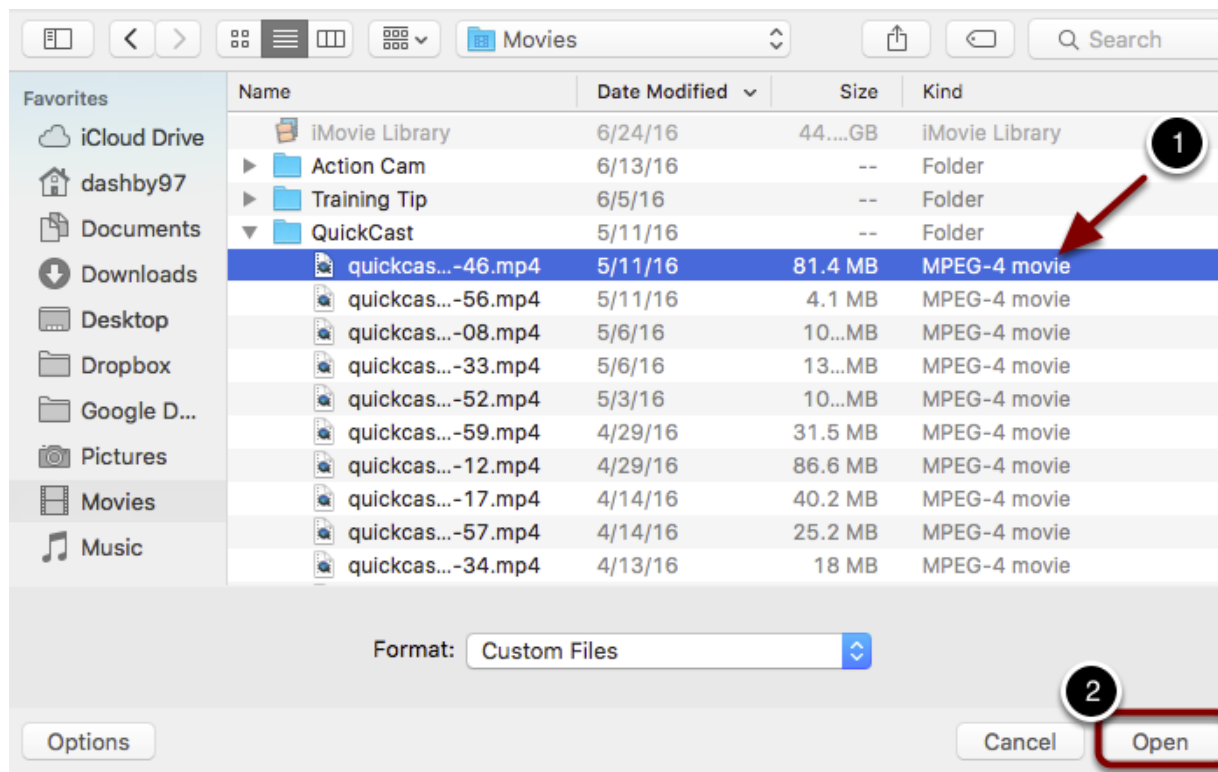 Movies Search
Favorites
iCloud Drive
dashby97
Documents
Downloads
Desktop
Dropbox
Google D...
Pictures
Movies
Music
Name Date Modified Size Kind
iMovie Library 6/24/16 44....GB iMovie Library
Action Cam 6/13/16 -- Folder
Training Tip 6/5/16 -- Folder
QuickCast 5/11/16 -- Folder
quickcas...-46.mp4 5/11/16 81.4 MB MPEG-4 movie
quickcas...-56.mp4 5/11/16 4.1 MB MPEG-4 movie
quickcas...-08.mp4 5/6/16 10...MB MPEG-4 movie
quickcas...-33.mp4 5/6/16 13...MB MPEG-4 movie
quickcas...-52.mp4 5/3/16 10...MB MPEG-4 movie
quickcas...-59.mp4 4/29/16 31.5 MB MPEG-4 movie
quickcas...-12.mp4 4/29/16 86.6 MB MPEG-4 movie
quickcas...-17.mp4 4/14/16 40.2 MB MPEG-4 movie
quickcas...-57.mp4 4/14/16 25.2 MB MPEG-4 movie
quickcas...-34.mp4 4/13/16 18 MB MPEG-4 movie
1
Format: Custom Files
2
Options Cancel Open